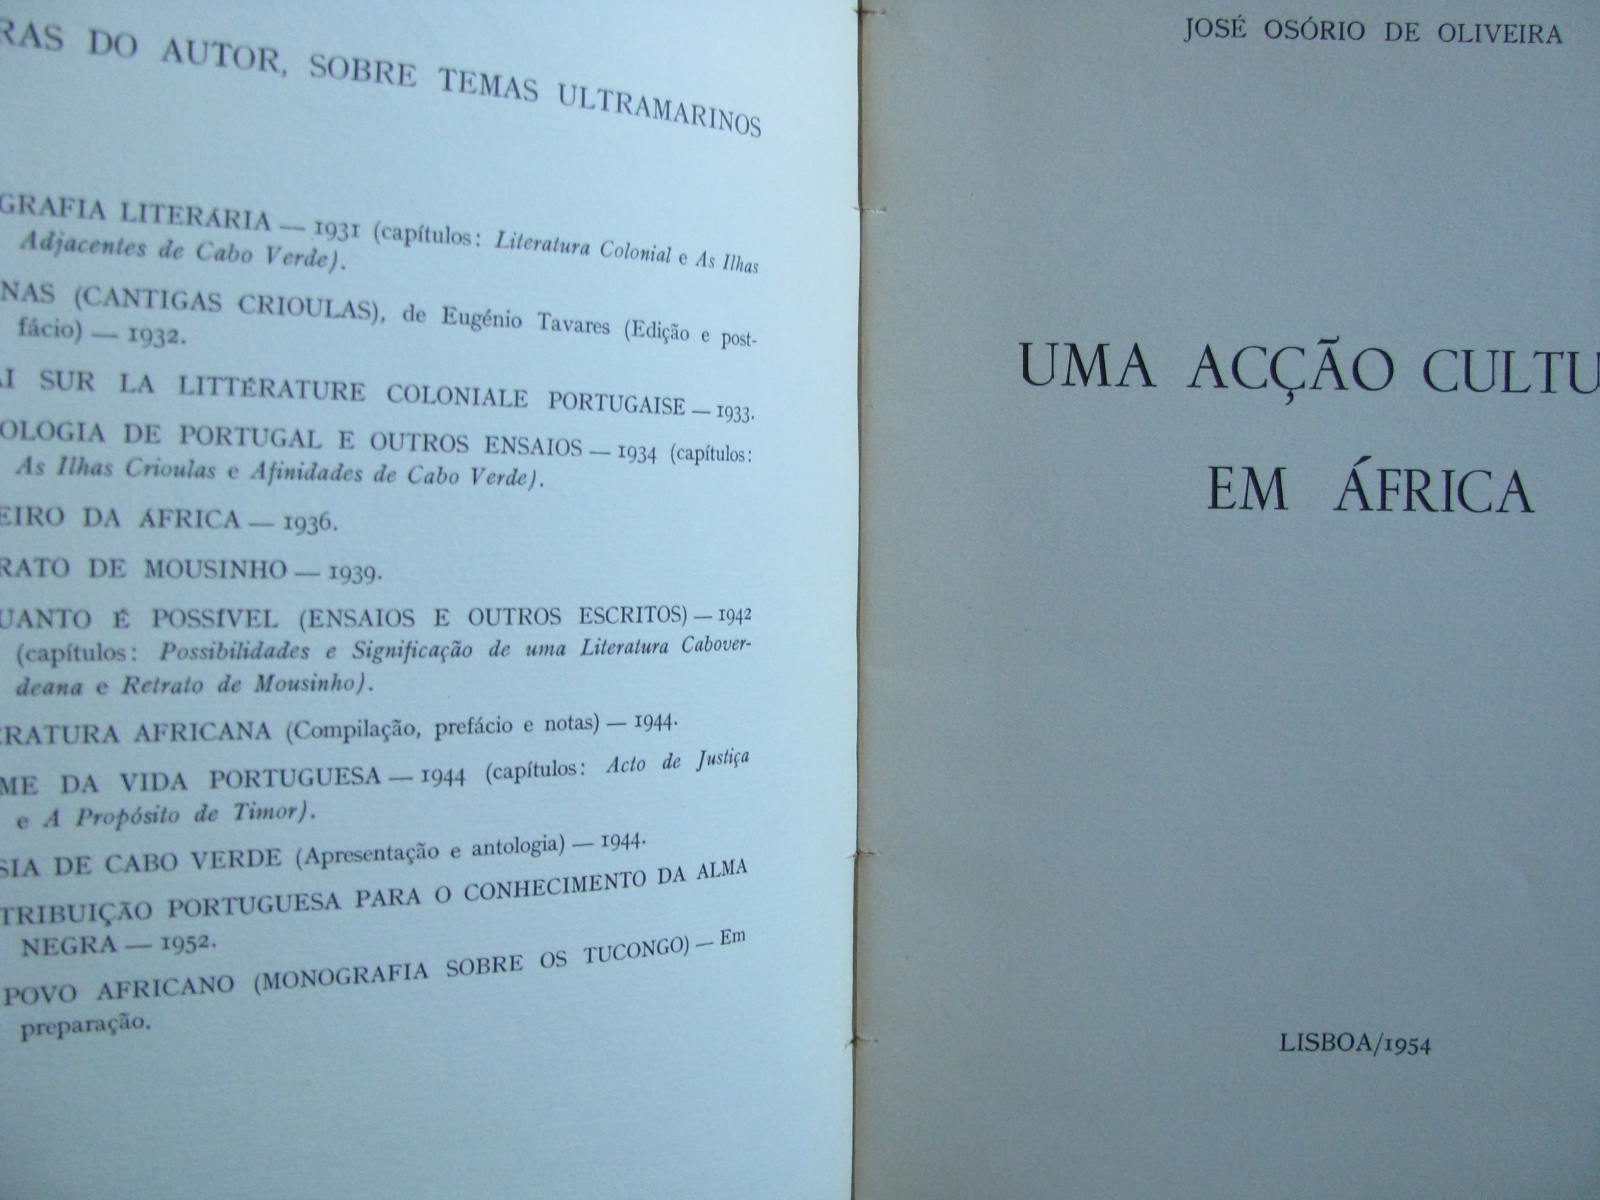 RAS DO AUTOR, SOBRE TEMAS ULTRAMARINOS
GRAFIA LITERÁRIA — 1931 (capítulos: Literatura Colonial e As Ilhas
Adjacentes de Cabo Verde).
NAS (CANTIGAS CRIOULAS), de Eugénio Tavares (Edição e post-
fácio) — 1932.
AI SUR LA LITTÉRATURE COLONIALE PORTUGAISE — 1933.
OLOGIA DE PORTUGAL E OUTROS ENSAIOS — 1934 (capítulos:
As Ilhas Crioulas e Afinidades de Cabo Verde).
EIRO DA ÁFRICA — 1936.
RATO DE MOUSINHO — 1939.
UANTO É POSSÍVEL (ENSAIOS E OUTROS ESCRITOS) — 1942
(capítulos: Possibilidades e Significação de uma Literatura Cabover-
deana e Retrato de Mousinho).
ERATURA AFRICANA (Compilação, prefácio e notas) — 1944.
ME DA VIDA PORTUGUESA — 1944 (capítulos: Acto de Justiça
e A Propósito de Timor).
SIA DE CABO VERDE (Apresentação e antologia) — 1944.
TRIBUIÇÃO PORTUGUESA PARA O CONHECIMENTO DA ALMA
NEGRA — 1952.
POVO AFRICANO (MONOGRAFIA SOBRE OS TUCONGO) — Em
preparação.
JOSÉ OSÓRIO DE OLIVEIRA
UMA ACÇÃO CULTU
EM ÁFRICA
LISBOA/1954